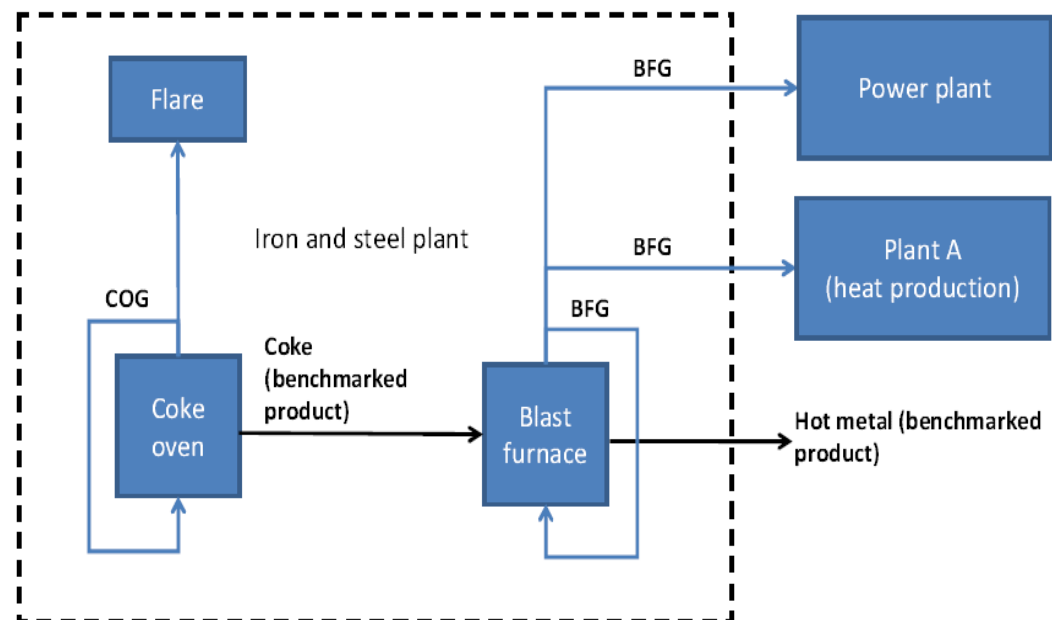 BFG
Power plant
Flare
Iron and steel plant
BFG
Plant A
(heat production)
COG
BFG
Coke
(benchmarked
product)
Coke
oven
Blast
furnace
Hot metal (benchmarked
product)